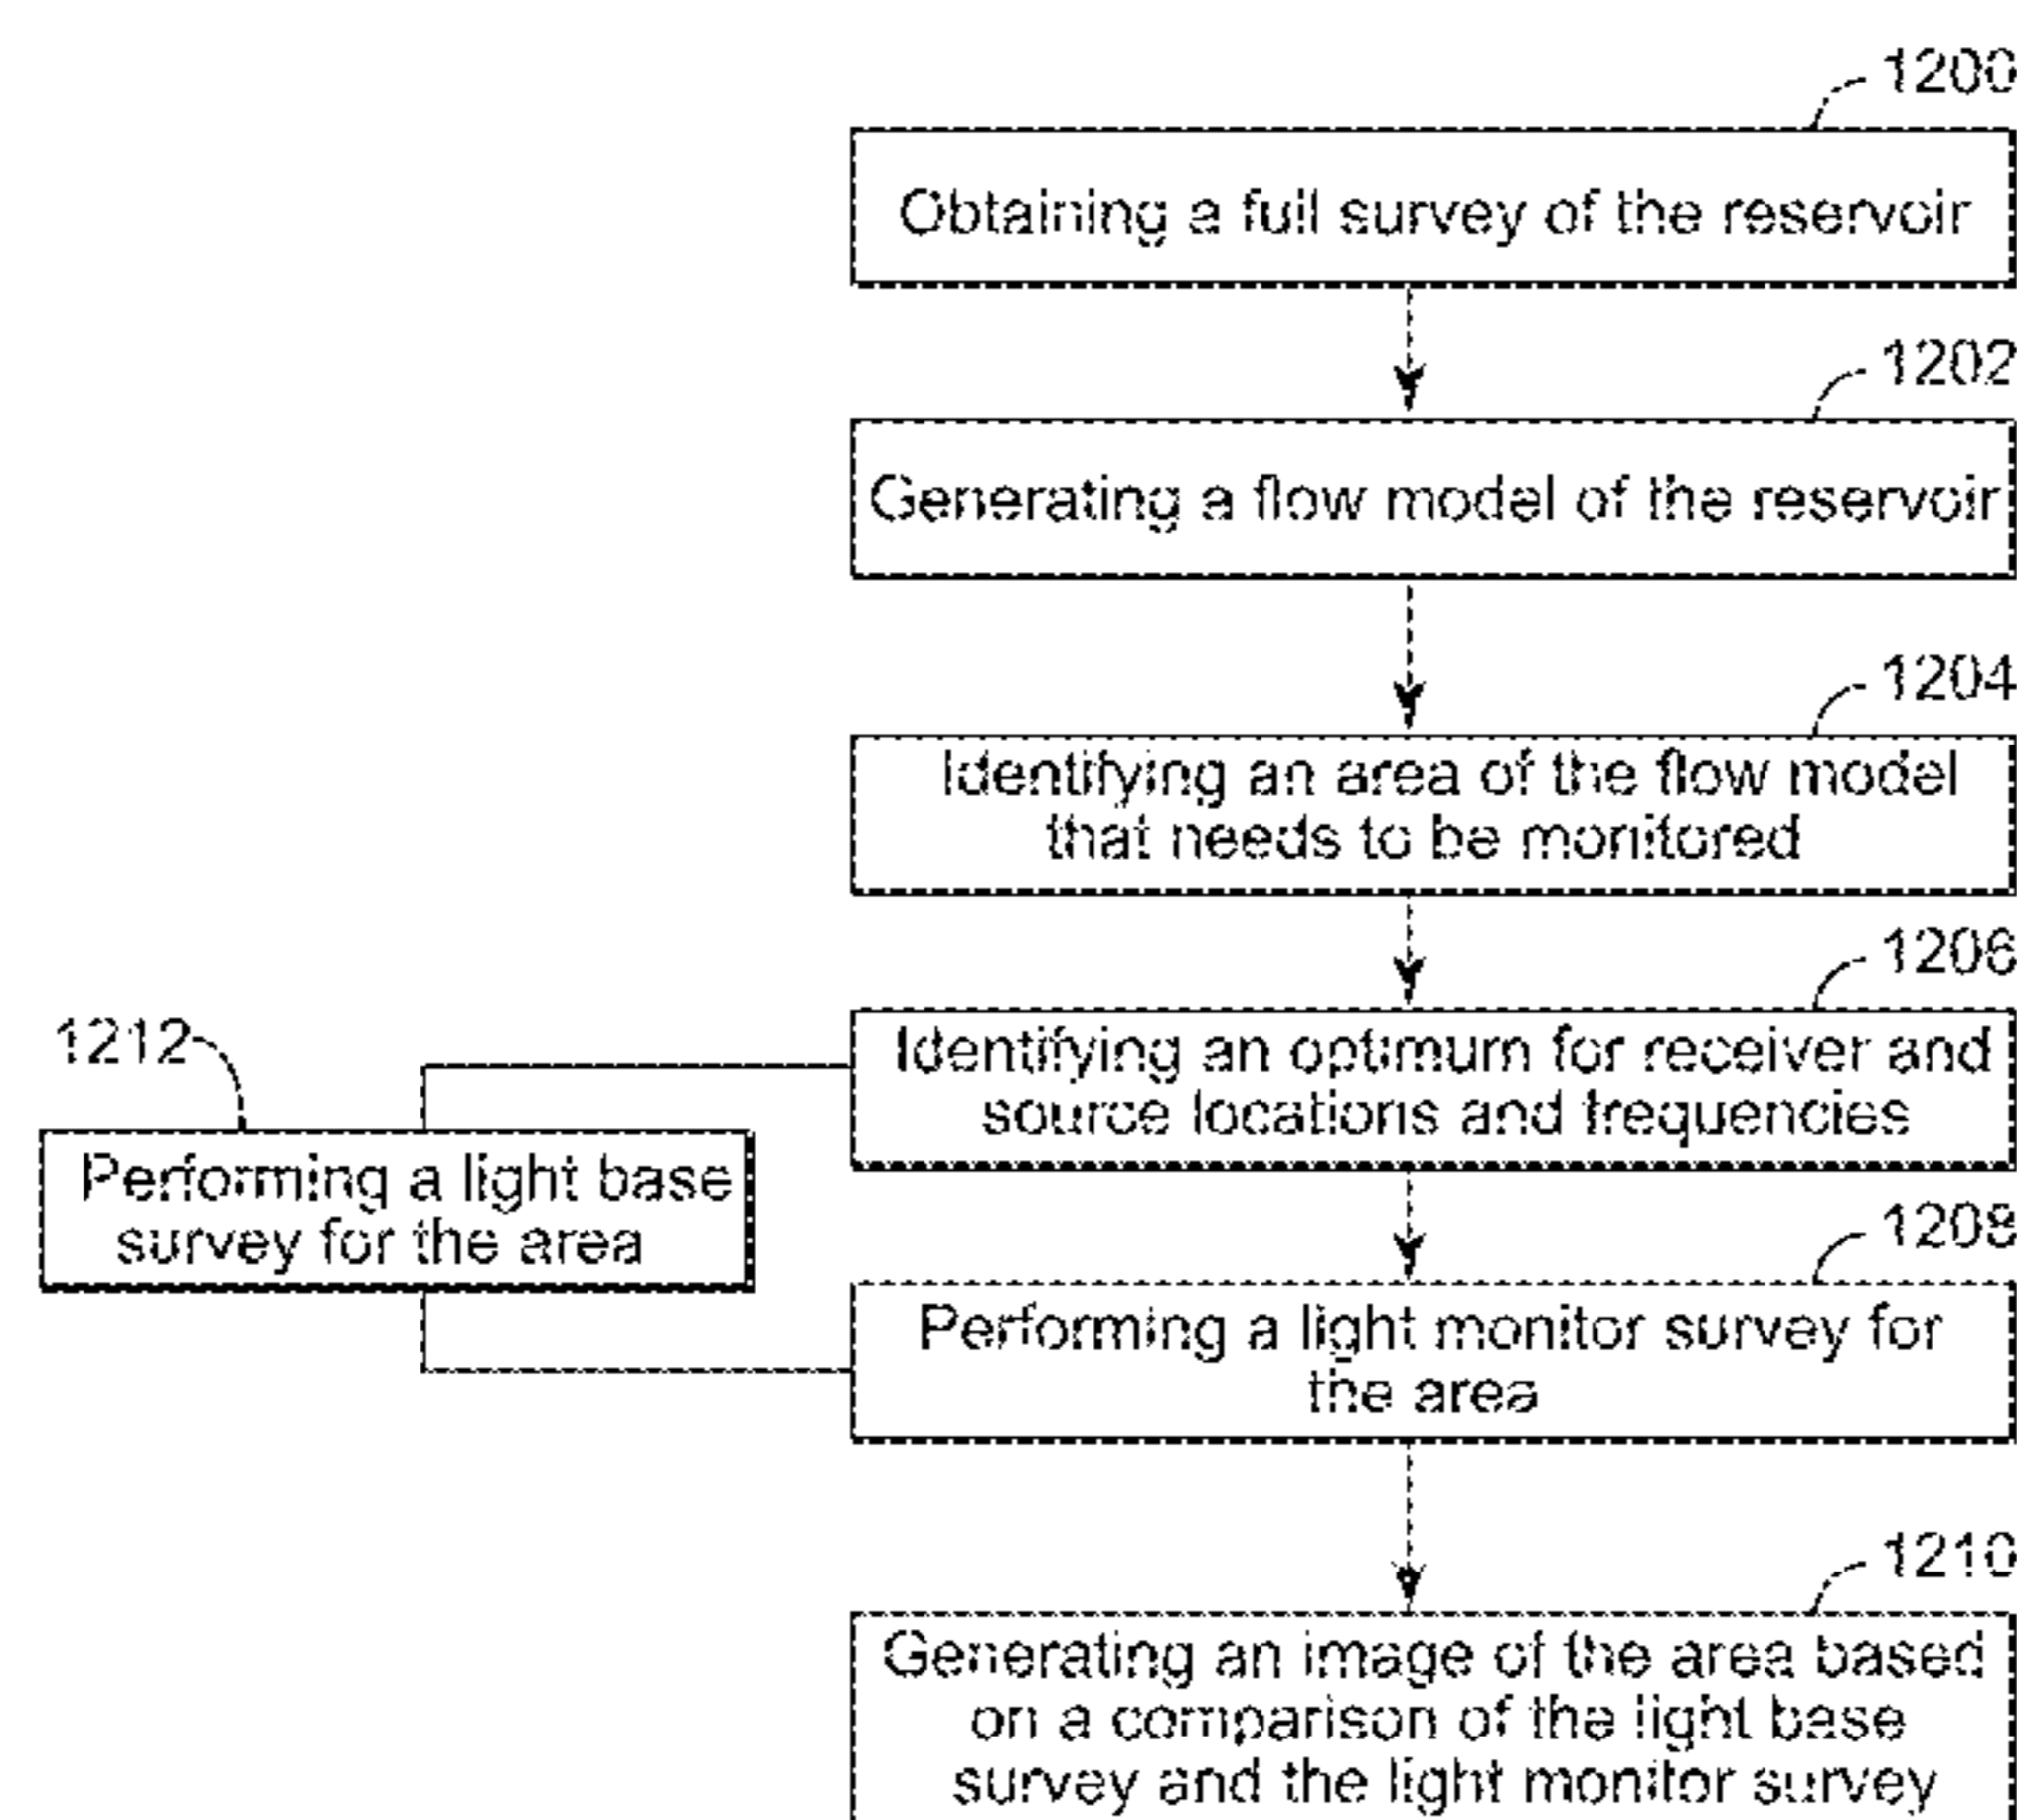 1200
Obtaining a full survey of the reservoir
1202
Generating a flow model of the reservoir
1204
Identifying an area of the flow model
that needs to be monitored
1206
Identifying an optimum for receiver and
source locations and frequencies
1212
Performing a light base
survey for the area
1208
Performing a light monitor survey for
the area
1210
Generating an image of the area based
on a comparison of the light base
survey and the light monitor survey